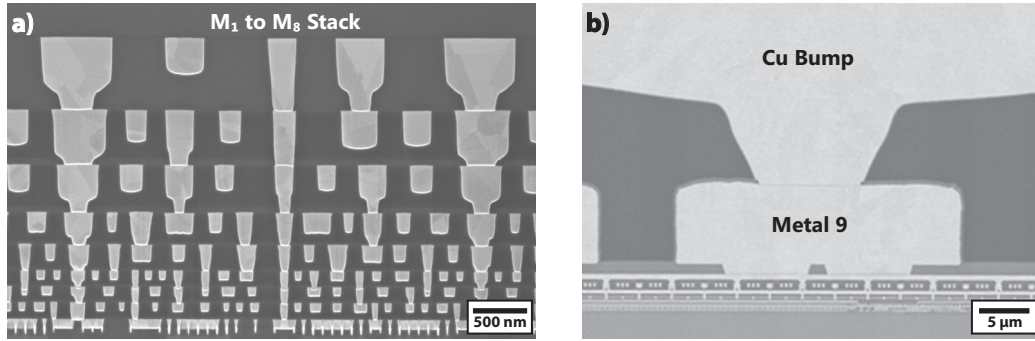 a)
M₁ to M₈ Stack
500 nm
b)
Cu Bump
Metal 9
5 µm